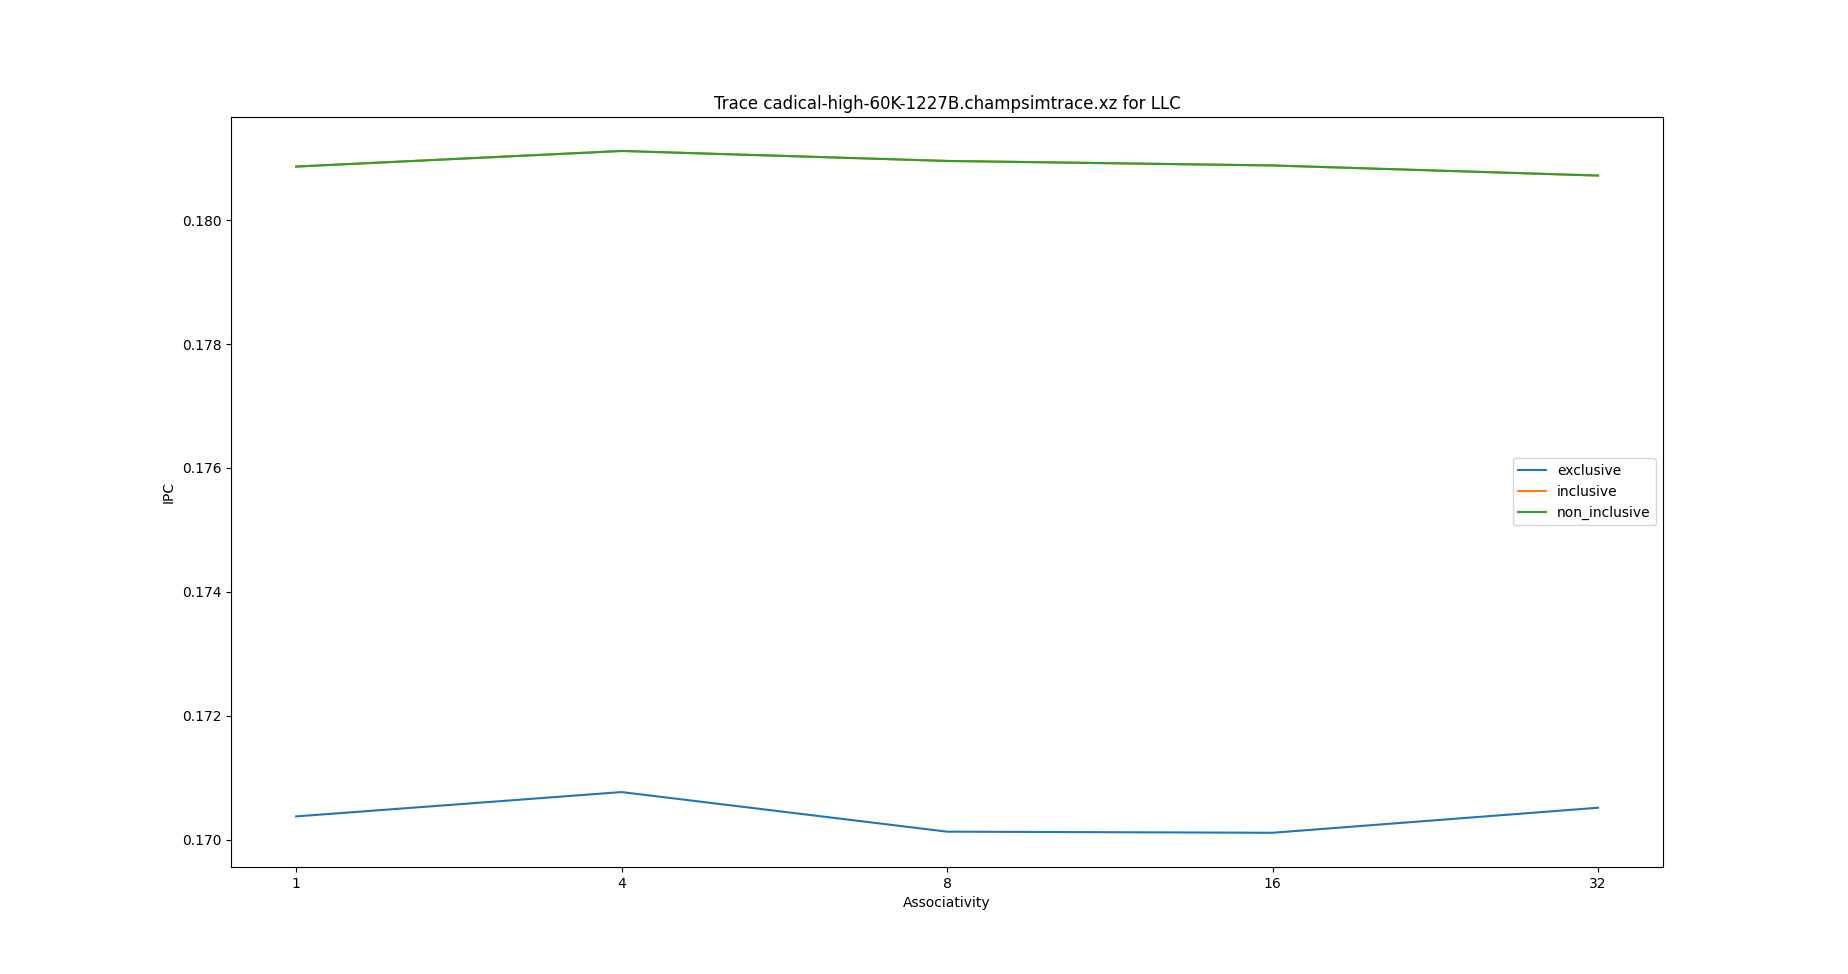 Trace cadical-high-60K-1227B.champsimtrace.xz for LLC
0.180
0.178
0.176
0.174
0.172
0.170
IPC
exclusive
inclusive
non_inclusive
1 4 8 16 32
Associativity